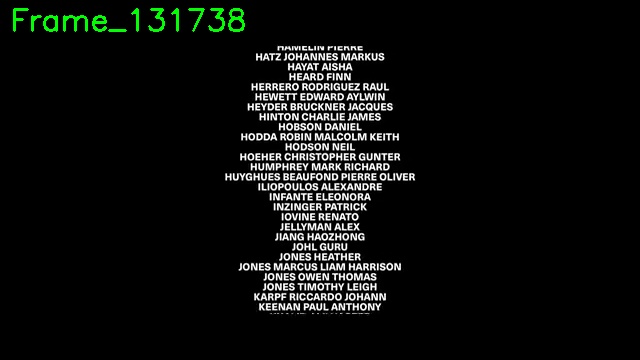 Frame_131738
HAMELIN PIERRE
HATZ JOHANNES MARKUS
HAYAT AISHA
HEARD FINN
HERRERO RODRIGUEZ RAUL
HEWETT EDWARD AYLWIN
HEYDER BRUCKNER JACQUES
HINTON CHARLIE JAMES
HOBSON DANIEL
HODDA ROBIN MALCOLM KEITH
HODSON NEIL
HOEHER CHRISTOPHER GUNTER
HUMPHREY MARK RICHARD
HUYGHUES BEAUFOND PIERRE OLIVER
ILIOPOULOS ALEXANDRE
INFANTE ELEONORA
INZINGER PATRICK
IOVINE RENATO
JELLYMAN ALEX
JIANG HAOZHONG
JOHL GURU
JONES HEATHER
JONES MARCUS LIAM HARRISON
JONES OWEN THOMAS
JONES TIMOTHY LEIGH
KARPF RICCARDO JOHANN
KEENAN PAUL ANTHONY